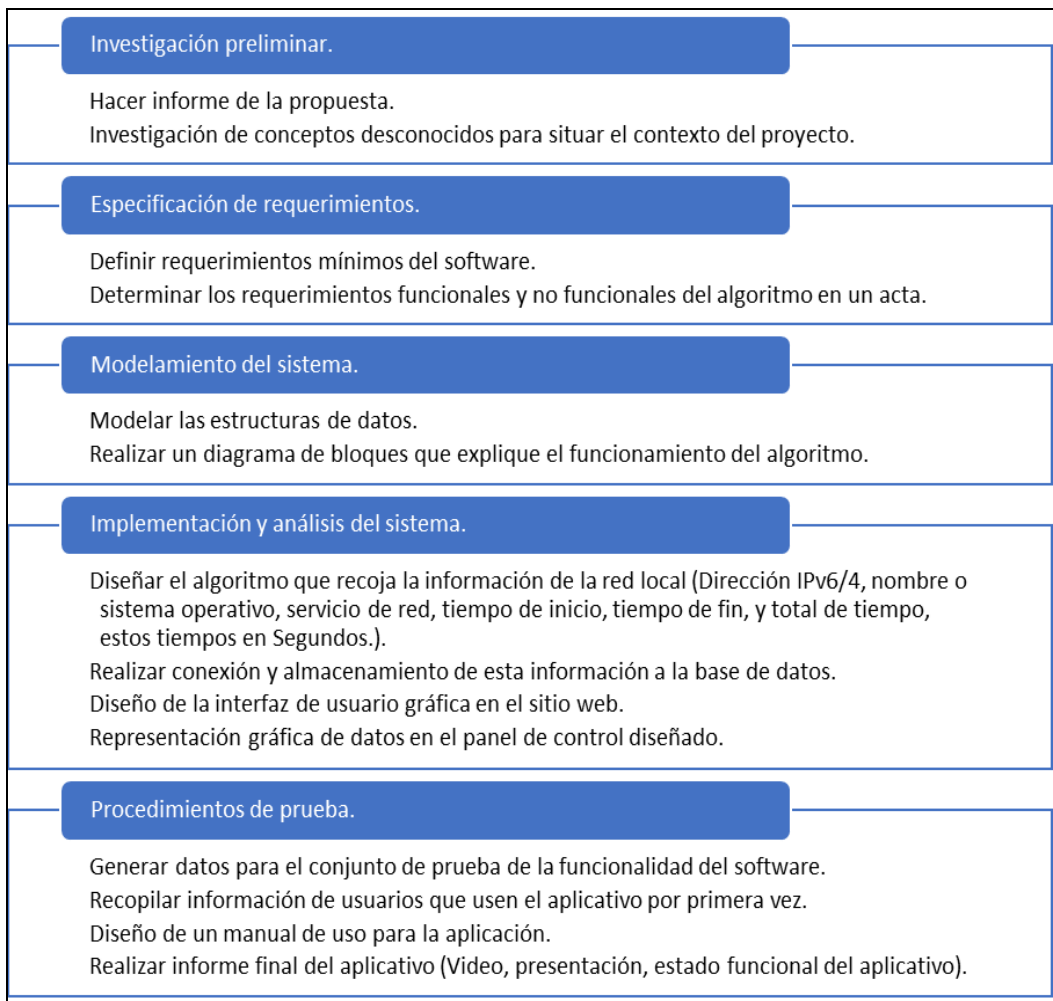 Investigación preliminar.
Hacer informe de la propuesta.
Investigación de conceptos desconocidos para situar el contexto del proyecto.
Especificación de requerimientos.
Definir requerimientos mínimos del software.
Determinar los requerimientos funcionales y no funcionales del algoritmo en un acta.
Modelamiento del sistema.
Modelar las estructuras de datos.
Realizar un diagrama de bloques que explique el funcionamiento del algoritmo.
Implementación y análisis del sistema.
Diseñar el algoritmo que recoja la información de la red local (Dirección IPv6/4, nombre o
sistema operativo, servicio de red, tiempo de inicio, tiempo de fin, y total de tiempo,
estos tiempos en Segundos.).
Realizar conexión y almacenamiento de esta información a la base de datos.
Diseño de la interfaz de usuario gráfica en el sitio web.
Representación gráfica de datos en el panel de control diseñado.
Procedimientos de prueba.
Generar datos para el conjunto de prueba de la funcionalidad del software.
Recopilar información de usuarios que usen el aplicativo por primera vez.
Diseño de un manual de uso para la aplicación.
Realizar informe final del aplicativo (Video, presentación, estado funcional del aplicativo).